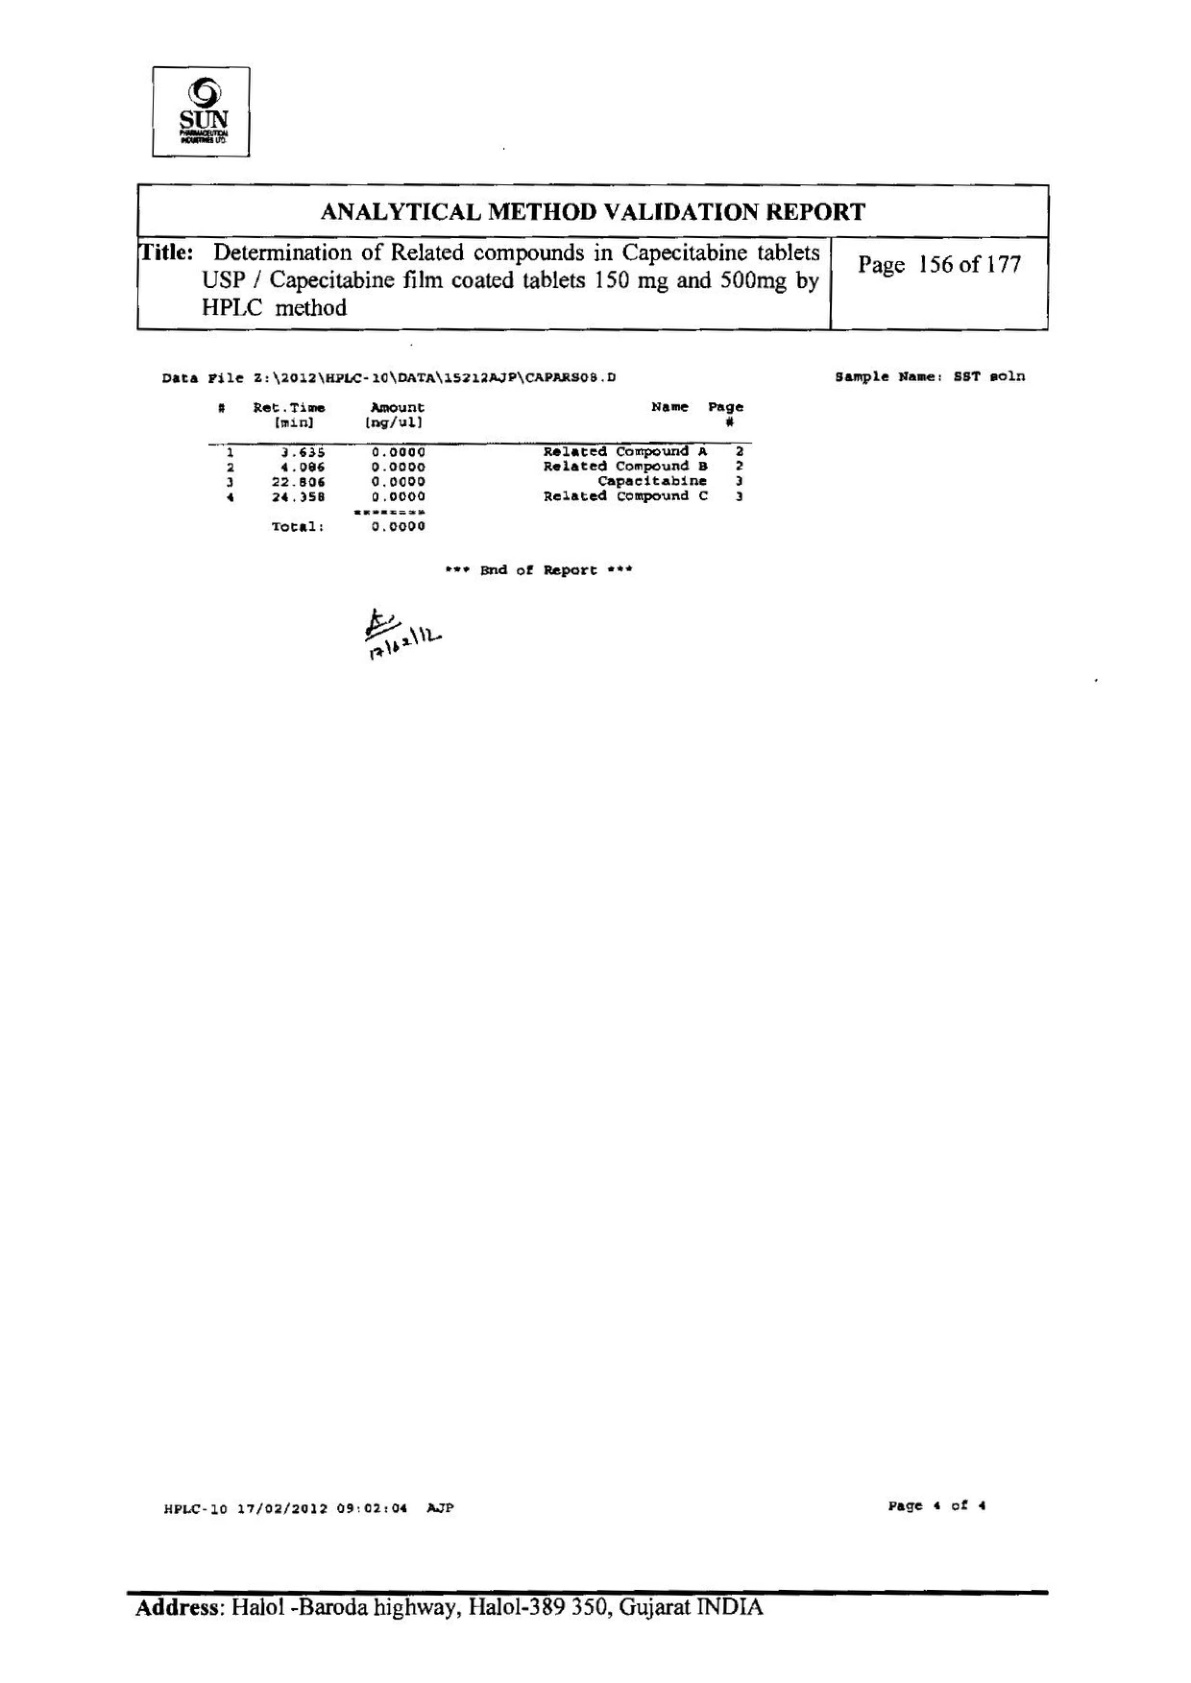 SUN
PHARMACEUTICAL
INDUSTRIES LTD.
ANALYTICAL METHOD VALIDATION REPORT
Title: Determination of Related compounds in Capecitabine tablets
USP / Capecitabine film coated tablets 150 mg and 500mg by
HPLC method
Page 156 of 177
Data File Z:\2012\HPLC-10\DATA\15212AJP\CAPARS08.D Sample Name: SST soln
# Ret.Time Amount Name Page
[min] [ng/ul] #
1 3.635 0.0000 Related Compound A 2
2 4.086 0.0000 Related Compound B 2
3 22.806 0.0000 Capacitabine 3
4 24.358 0.0000 Related Compound C 3
========
Total: 0.0000
*** End of Report ***
17/02/12
HPLC-10 17/02/2012 09:02:04 AJP Page 4 of 4
Address: Halol -Baroda highway, Halol-389 350, Gujarat INDIA